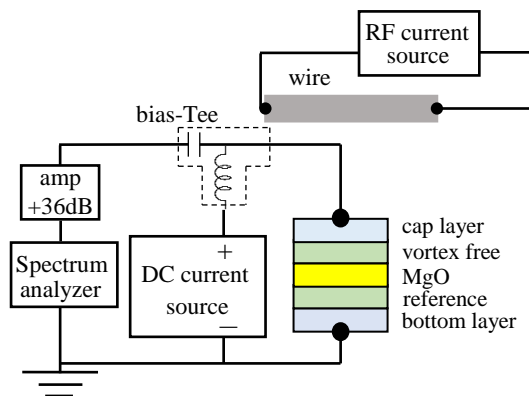 RF current
source
wire
bias-Tee
amp
+36dB
Spectrum
analyzer
+
DC current
source
—
cap layer
vortex free
MgO
reference
bottom layer